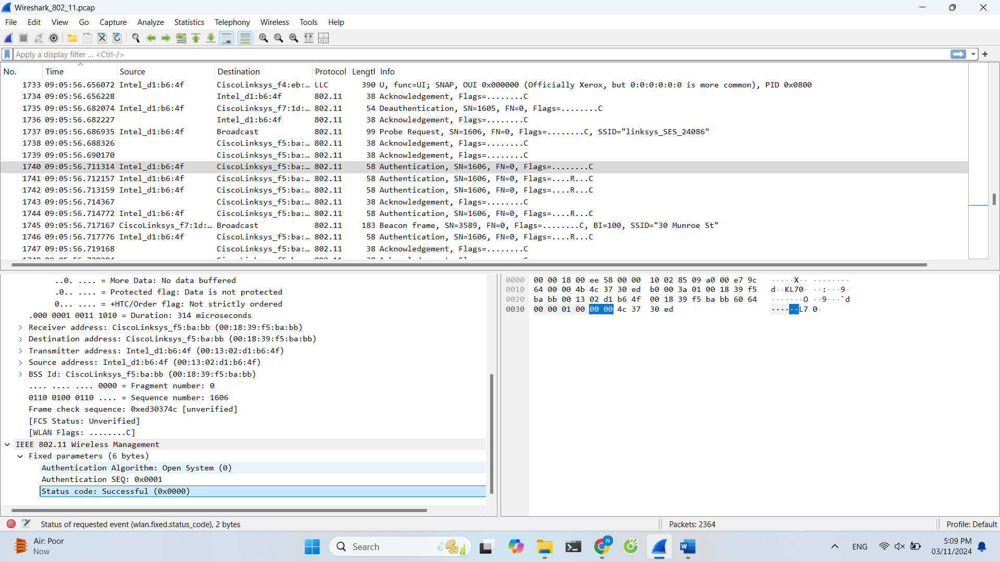 Wireshark_802_11.pcap
File Edit View Go Capture Analyze Statistics Telephony Wireless Tools Help
Apply a display filter ... <Ctrl-/>
No. Time Source Destination Protocol Length Info
1733 09:05:56.656072 Intel_d1:b6:4f CiscoLinksys_f4:eb:… LLC 390 U, func=UI; SNAP, OUI 0x000000 (Officially Xerox, but 0:0:0:0:0:0 is more common), PID 0x0800
1734 09:05:56.656228 Intel_d1:b6:4f 802.11 38 Acknowledgement, Flags=........C
1735 09:05:56.682074 Intel_d1:b6:4f CiscoLinksys_f7:1d:… 802.11 54 Deauthentication, SN=1605, FN=0, Flags=........C
1736 09:05:56.682227 Intel_d1:b6:4f 802.11 38 Acknowledgement, Flags=........C
1737 09:05:56.686935 Intel_d1:b6:4f Broadcast 802.11 99 Probe Request, SN=1606, FN=0, Flags=........C, SSID="linksys_SES_24086"
1738 09:05:56.688326 CiscoLinksys_f5:ba:… 802.11 38 Acknowledgement, Flags=........C
1739 09:05:56.690170 CiscoLinksys_f5:ba:… 802.11 38 Acknowledgement, Flags=........C
1740 09:05:56.711314 Intel_d1:b6:4f CiscoLinksys_f5:ba:… 802.11 58 Authentication, SN=1606, FN=0, Flags=........C
1741 09:05:56.712157 Intel_d1:b6:4f CiscoLinksys_f5:ba:… 802.11 58 Authentication, SN=1606, FN=0, Flags=....R...C
1742 09:05:56.713159 Intel_d1:b6:4f CiscoLinksys_f5:ba:… 802.11 58 Authentication, SN=1606, FN=0, Flags=....R...C
1743 09:05:56.714367 CiscoLinksys_f5:ba:… 802.11 38 Acknowledgement, Flags=........C
1744 09:05:56.714772 Intel_d1:b6:4f CiscoLinksys_f5:ba:… 802.11 58 Authentication, SN=1606, FN=0, Flags=....R...C
1745 09:05:56.717167 CiscoLinksys_f7:1d:… Broadcast 802.11 183 Beacon frame, SN=3589, FN=0, Flags=........C, BI=100, SSID="30 Munroe St"
1746 09:05:56.717776 Intel_d1:b6:4f CiscoLinksys_f5:ba:… 802.11 58 Authentication, SN=1606, FN=0, Flags=....R...C
1747 09:05:56.719168 CiscoLinksys_f5:ba:… 802.11 38 Acknowledgement, Flags=........C
..0. .... = More Data: No data buffered
.0.. .... = Protected flag: Data is not protected
0... .... = +HTC/Order flag: Not strictly ordered
.000 0001 0011 1010 = Duration: 314 microseconds
Receiver address: CiscoLinksys_f5:ba:bb (00:18:39:f5:ba:bb)
Destination address: CiscoLinksys_f5:ba:bb (00:18:39:f5:ba:bb)
Transmitter address: Intel_d1:b6:4f (00:13:02:d1:b6:4f)
Source address: Intel_d1:b6:4f (00:13:02:d1:b6:4f)
BSS Id: CiscoLinksys_f5:ba:bb (00:18:39:f5:ba:bb)
.... .... .... 0000 = Fragment number: 0
0110 0100 0110 .... = Sequence number: 1606
Frame check sequence: 0xed30374c [unverified]
[FCS Status: Unverified]
[WLAN Flags: ........C]
IEEE 802.11 Wireless Management
Fixed parameters (6 bytes)
Authentication Algorithm: Open System (0)
Authentication SEQ: 0x0001
Status code: Successful (0x0000)
0000 00 00 18 00 ee 58 00 00 10 02 85 09 a0 00 e7 9c ·····X·· ········
0010 64 00 00 4b 4c 37 30 ed b0 00 3a 01 00 18 39 f5 d··KL70· ··:···9·
0020 ba bb 00 13 02 d1 b6 4f 00 18 39 f5 ba bb 60 64 ·······O ··9···`d
0030 00 00 01 00 00 00 4c 37 30 ed ······L7 0·
Status of requested event (wlan.fixed.status_code), 2 bytes
Packets: 2364
Profile: Default
Air: Poor
Now
Search
N
W
ENG
5:09 PM
03/11/2024